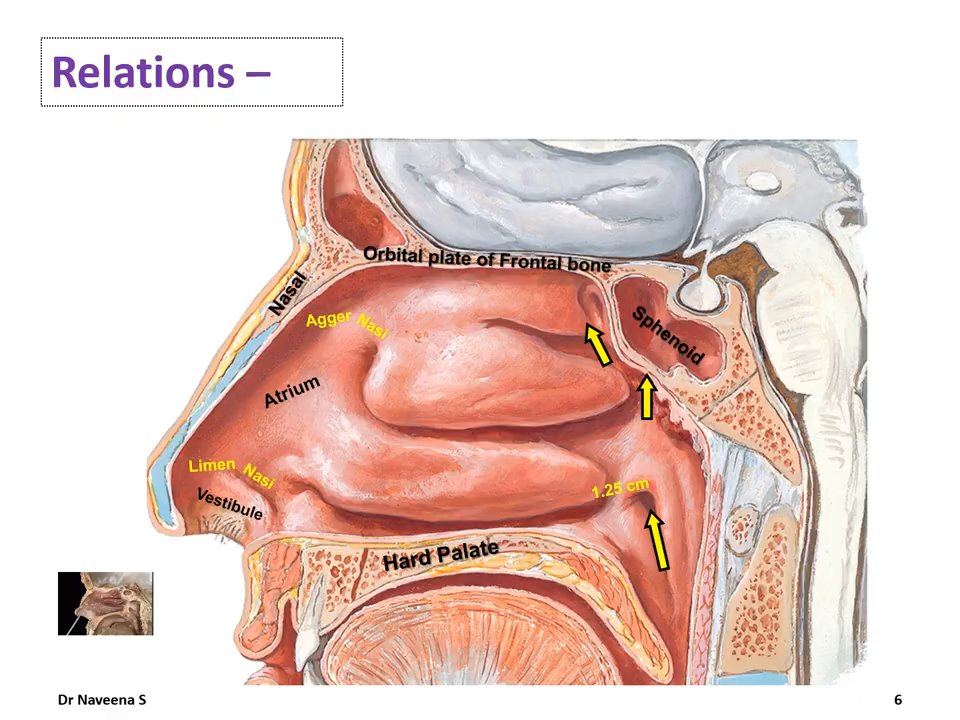 Relations –
Orbital plate of Frontal bone
Nasal
Agger Nasi
Sphenoid
Atrium
Limen Nasi
1.25 cm
Vestibule
Hard Palate
Dr Naveena S
6